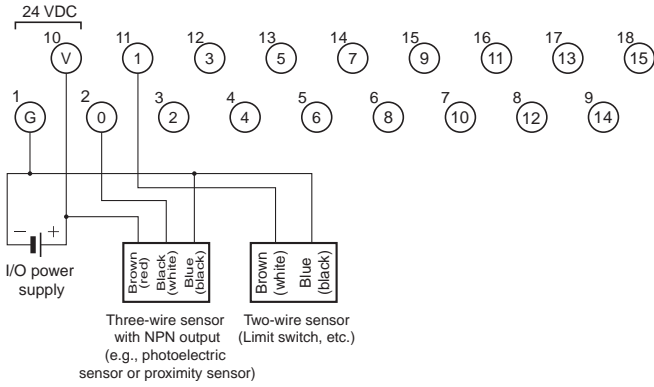 24 VDC
10 11 12 13 14 15 16 17 18
V 1 3 5 7 9 11 13 15
1 2 3 4 5 6 7 8 9
G 0 2 4 6 8 10 12 14
− +
I/O power
supply
Brown
(red)
Black
(white)
Blue
(black)
Brown
(white)
Blue
(black)
Three-wire sensor
with NPN output
(e.g., photoelectric
sensor or proximity sensor)
Two-wire sensor
(Limit switch, etc.)